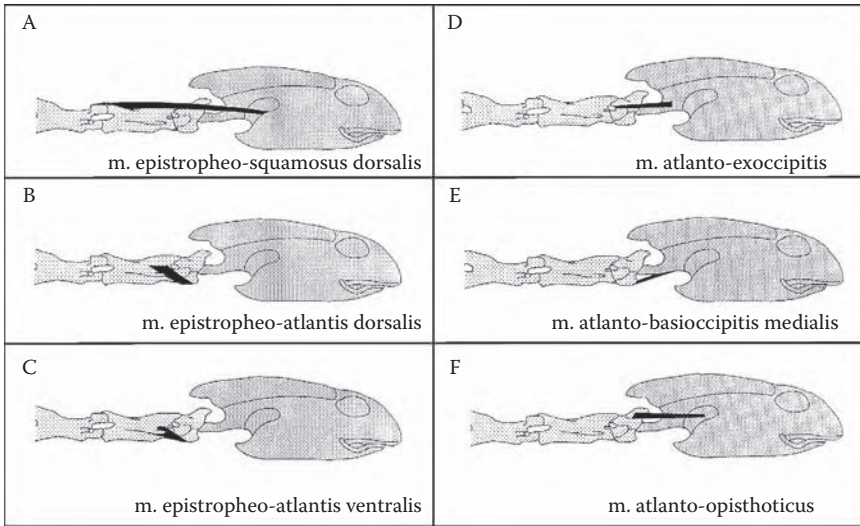 A
m. epistropheo-squamosus dorsalis
D
m. atlanto-exoccipitis
B
m. epistropheo-atlantis dorsalis
E
m. atlanto-basioccipitis medialis
C
m. epistropheo-atlantis ventralis
F
m. atlanto-opisthoticus